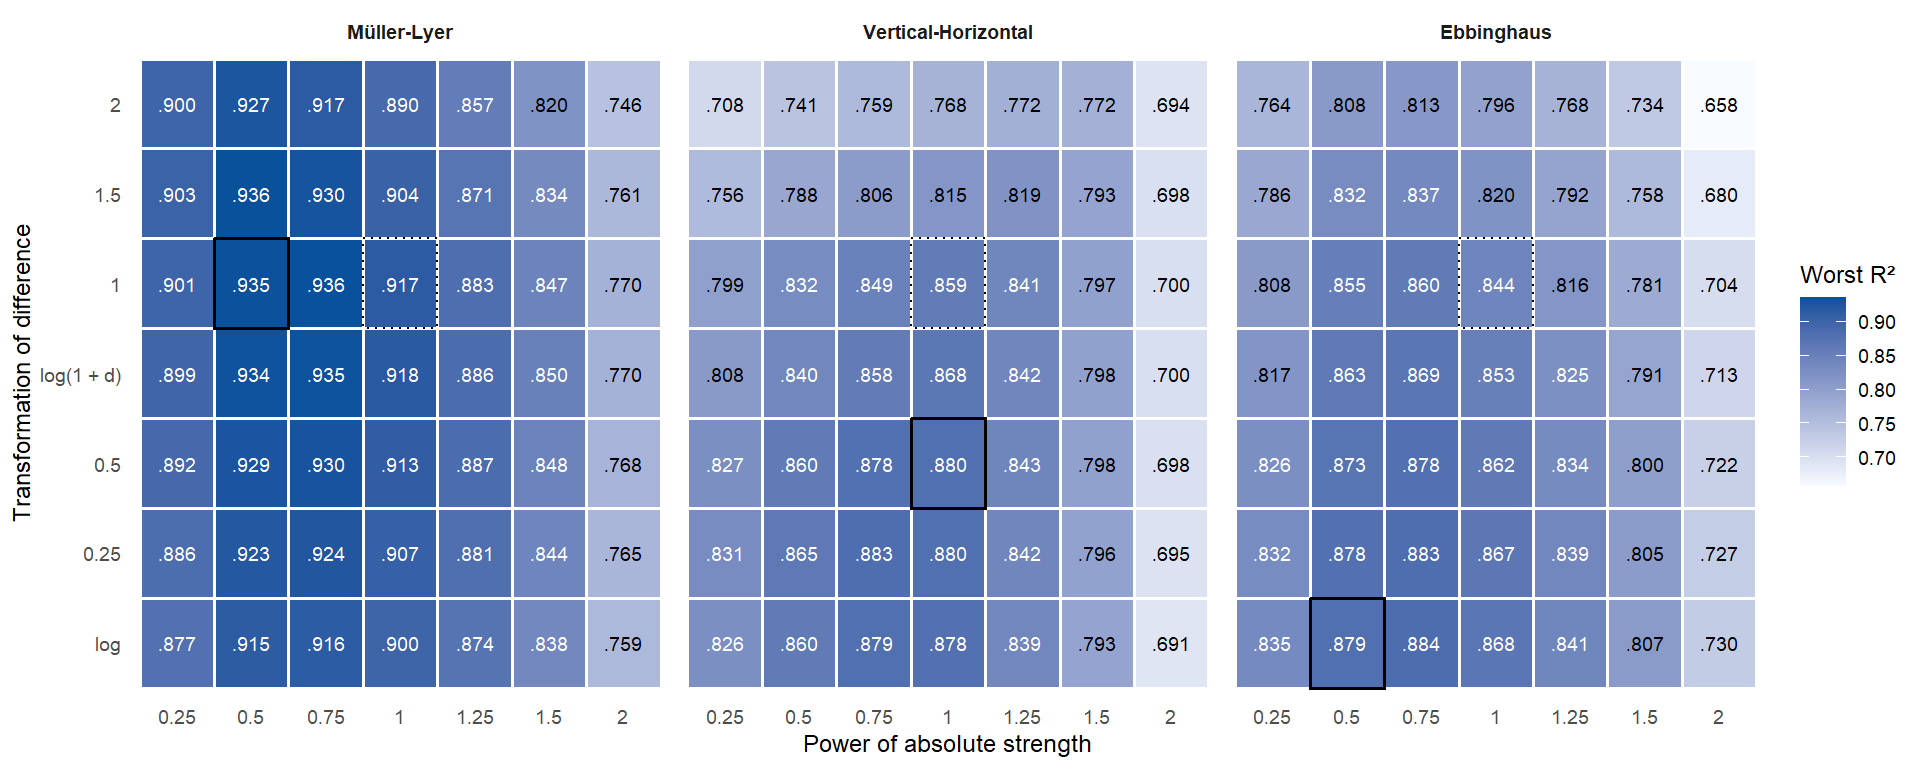 Müller-Lyer Vertical-Horizontal Ebbinghaus
2 .900 .927 .917 .890 .857 .820 .746 .708 .741 .759 .768 .772 .772 .694 .764 .808 .813 .796 .768 .734 .658
1.5 .903 .936 .930 .904 .871 .834 .761 .756 .788 .806 .815 .819 .793 .698 .786 .832 .837 .820 .792 .758 .680
1 .901 .935 .936 .917 .883 .847 .770 .799 .832 .849 .859 .841 .797 .700 .808 .855 .860 .844 .816 .781 .704
log(1 + d) .899 .934 .935 .918 .886 .850 .770 .808 .840 .858 .868 .842 .798 .700 .817 .863 .869 .853 .825 .791 .713
0.5 .892 .929 .930 .913 .887 .848 .768 .827 .860 .878 .880 .843 .798 .698 .826 .873 .878 .862 .834 .800 .722
0.25 .886 .923 .924 .907 .881 .844 .765 .831 .865 .883 .880 .842 .796 .695 .832 .878 .883 .867 .839 .805 .727
log .877 .915 .916 .900 .874 .838 .759 .826 .860 .879 .878 .839 .793 .691 .835 .879 .884 .868 .841 .807 .730
0.25 0.5 0.75 1 1.25 1.5 2 0.25 0.5 0.75 1 1.25 1.5 2 0.25 0.5 0.75 1 1.25 1.5 2
Power of absolute strength
Transformation of difference
Worst R²
0.90
0.85
0.80
0.75
0.70